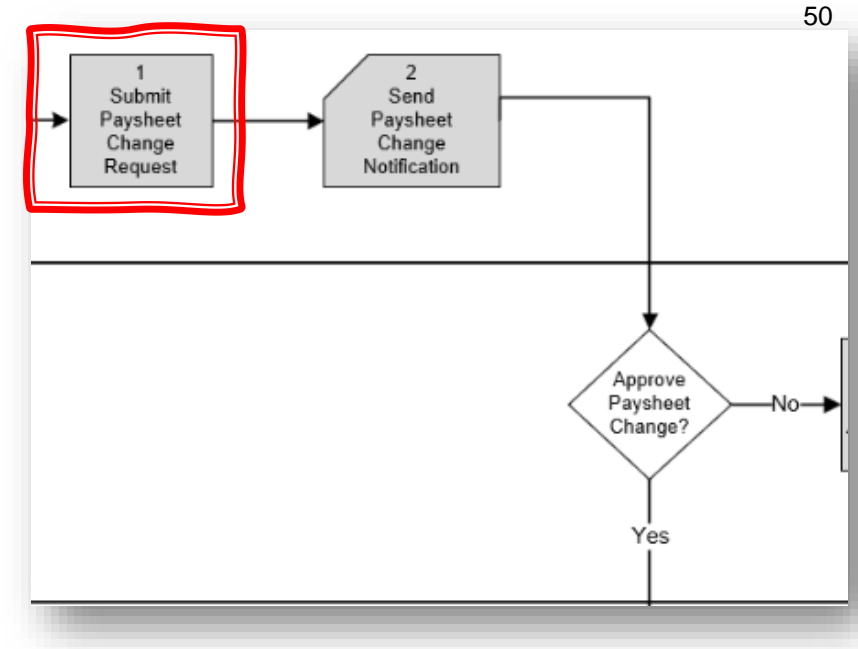 50
1
Submit
Paysheet
Change
Request
2
Send
Paysheet
Change
Notification
Approve
Paysheet
Change?
No
Yes